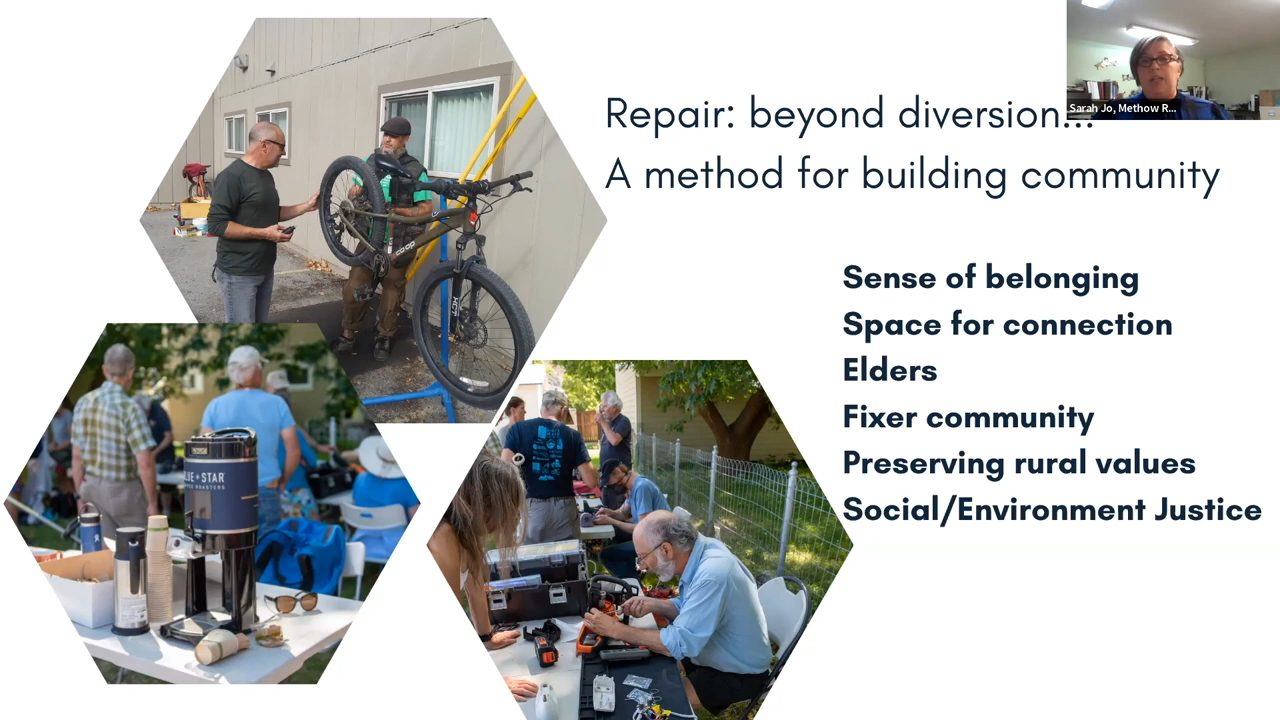 Repair: beyond diversion...
Sarah Jo, Methow R...
A method for building community
Sense of belonging
Space for connection
Elders
Fixer community
Preserving rural values
Social/Environment Justice
co·op
XCT
STAR